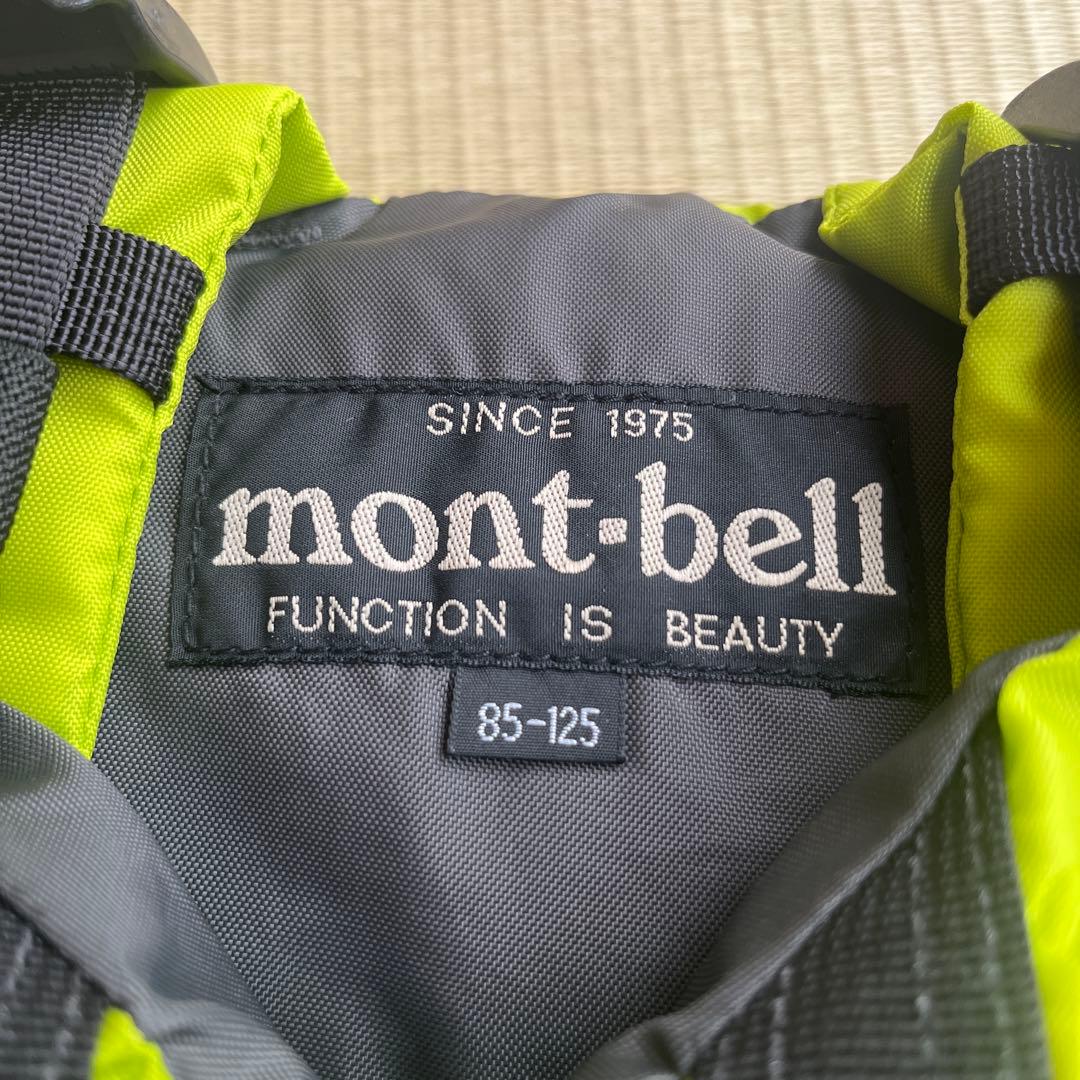 SINCE 1975
mont·bell
FUNCTION IS BEAUTY
85-125